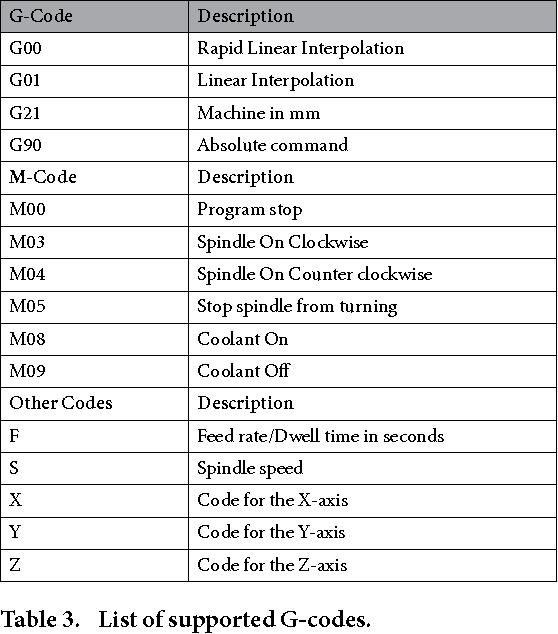 G-Code Description
G00 Rapid Linear Interpolation
G01 Linear Interpolation
G21 Machine in mm
G90 Absolute command
M-Code Description
M00 Program stop
M03 Spindle On Clockwise
M04 Spindle On Counter clockwise
M05 Stop spindle from turning
M08 Coolant On
M09 Coolant Off
Other Codes Description
F Feed rate/Dwell time in seconds
S Spindle speed
X Code for the X-axis
Y Code for the Y-axis
Z Code for the Z-axis
Table 3. List of supported G-codes.